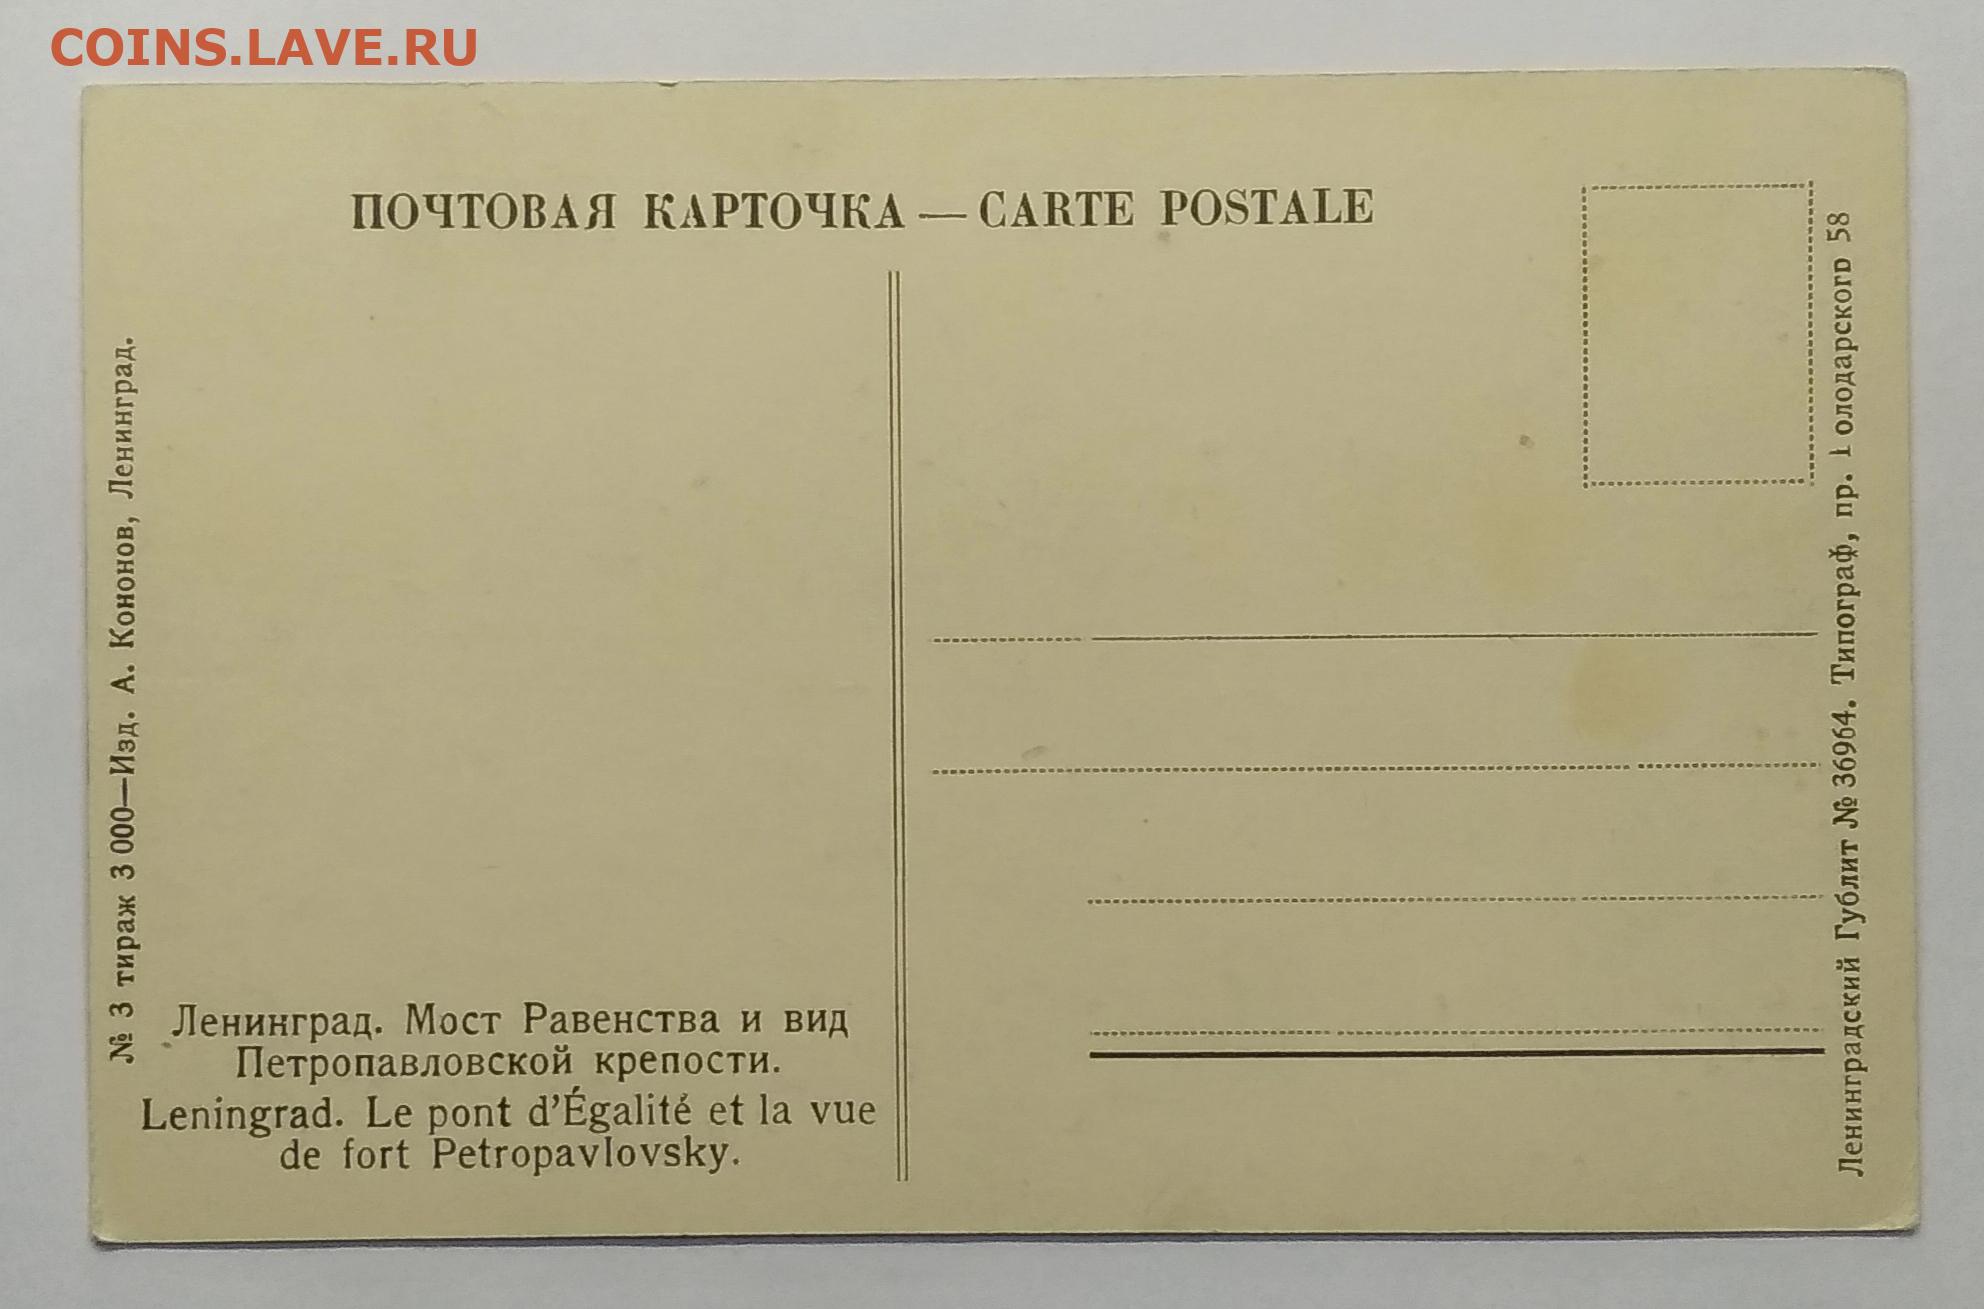 COINS.LAVE.RU
ПОЧТОВАЯ КАРТОЧКА — CARTE POSTALE
№ 3 тираж 3 000—Изд. А. Кононов, Ленинград.
Ленинград. Мост Равенства и вид
Петропавловской крепости.
Leningrad. Le pont d'Égalité et la vue
de fort Petropavlovsky.
Ленинградский Гублит № 36964. Типограф, пр. 58